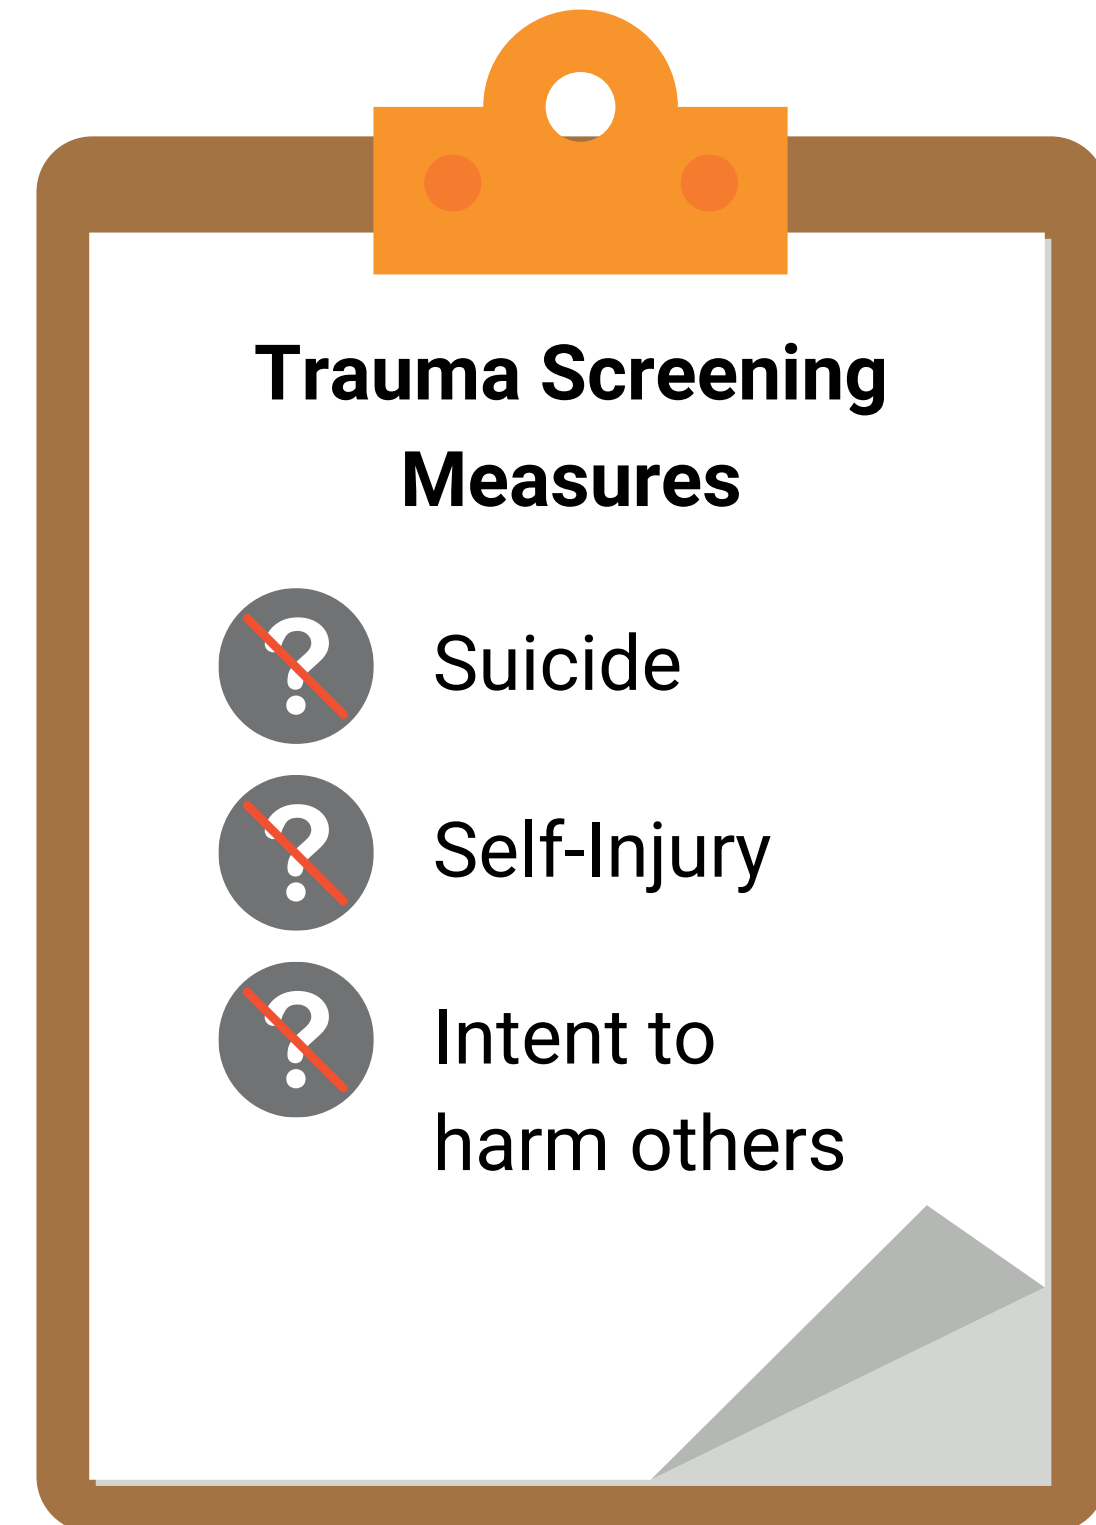 Trauma Screening
Measures
? Suicide
? Self-Injury
? Intent to
harm others